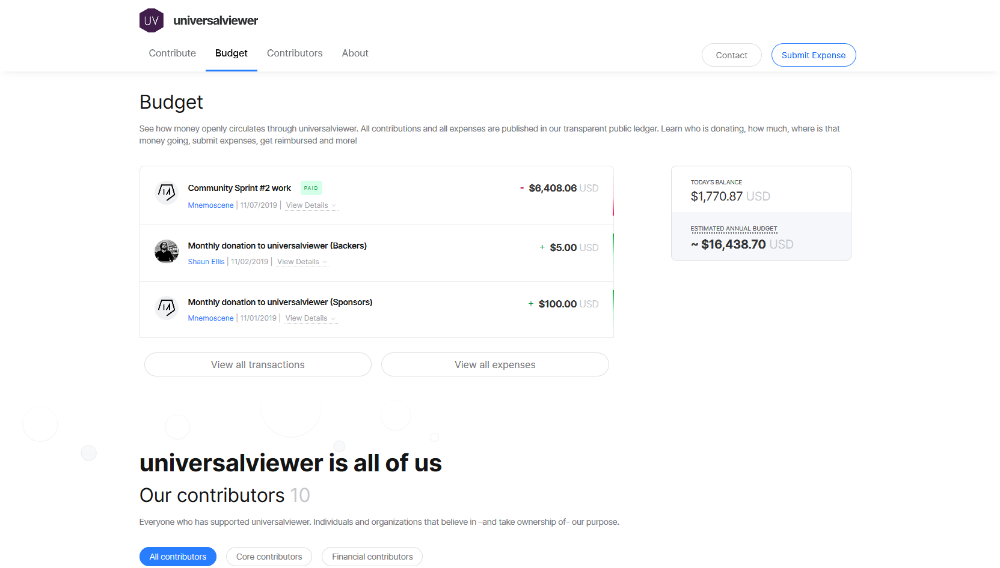 UV universalviewer
Contribute Budget Contributors About Contact Submit Expense
Budget
See how money openly circulates through universalviewer. All contributions and all expenses are published in our transparent public ledger. Learn who is donating, how much, where is that
money going, submit expenses, get reimbursed and more!
Community Sprint #2 work PAID - $6,408.06 USD
Mnemoscene | 11/07/2019 | View Details
Monthly donation to universalviewer (Backers) + $5.00 USD
Shaun Ellis | 11/02/2019 | View Details
Monthly donation to universalviewer (Sponsors) + $100.00 USD
Mnemoscene | 11/01/2019 | View Details
TODAY'S BALANCE
$1,770.87 USD
ESTIMATED ANNUAL BUDGET
~ $16,438.70 USD
View all transactions View all expenses
universalviewer is all of us
Our contributors 10
Everyone who has supported universalviewer. Individuals and organizations that believe in –and take ownership of– our purpose.
All contributors Core contributors Financial contributors